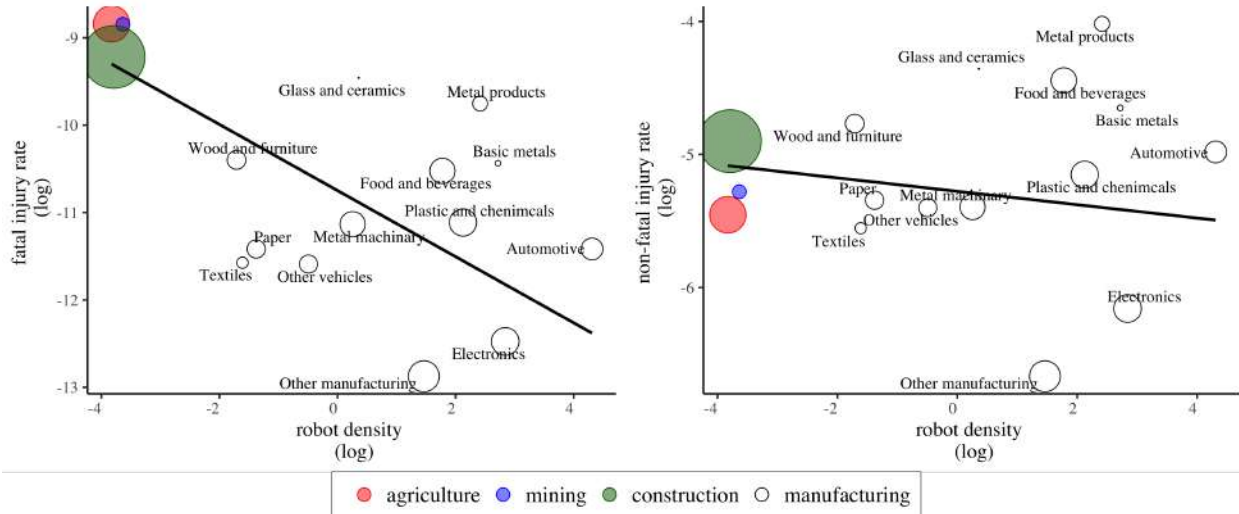 -9
-10
-11
-12
-13
fatal injury rate
(log)
Glass and ceramics
Metal products
Wood and furniture
Basic metals
Food and beverages
Plastic and chenimcals
Paper
Metal machinary
Automotive
Textiles
Other vehicles
Electronics
Other manufacturing
-4
-2
0
2
4
robot density
(log)
-4
-5
-6
non-fatal injury rate
(log)
Metal products
Glass and ceramics
Food and beverages
Basic metals
Wood and furniture
Automotive
Plastic and chenimcals
Paper
Metal machinary
Other vehicles
Textiles
Electronics
Other manufacturing
-4
-2
0
2
4
robot density
(log)
agriculture mining construction manufacturing